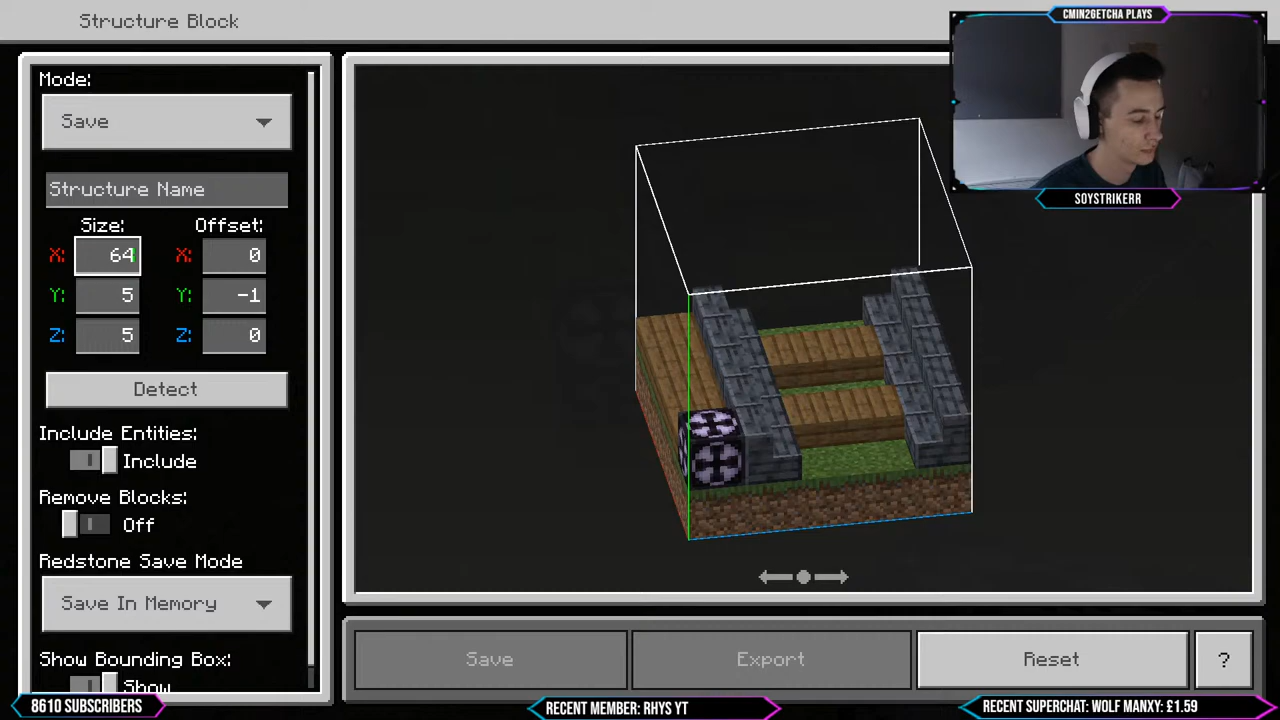 Structure Block
CMIN2GETCHA PLAYS
SOYSTRIKERR
Mode:
Save
Structure Name
Size: Offset:
X: 64 X: 0
Y: 5 Y: -1
Z: 5 Z: 0
Detect
Include Entities:
Include
Remove Blocks:
Off
Redstone Save Mode
Save In Memory
Show Bounding Box:
Show
Save Export Reset ?
8610 SUBSCRIBERS
RECENT MEMBER: RHYS YT
RECENT SUPERCHAT: WOLF MANXY: £1.59